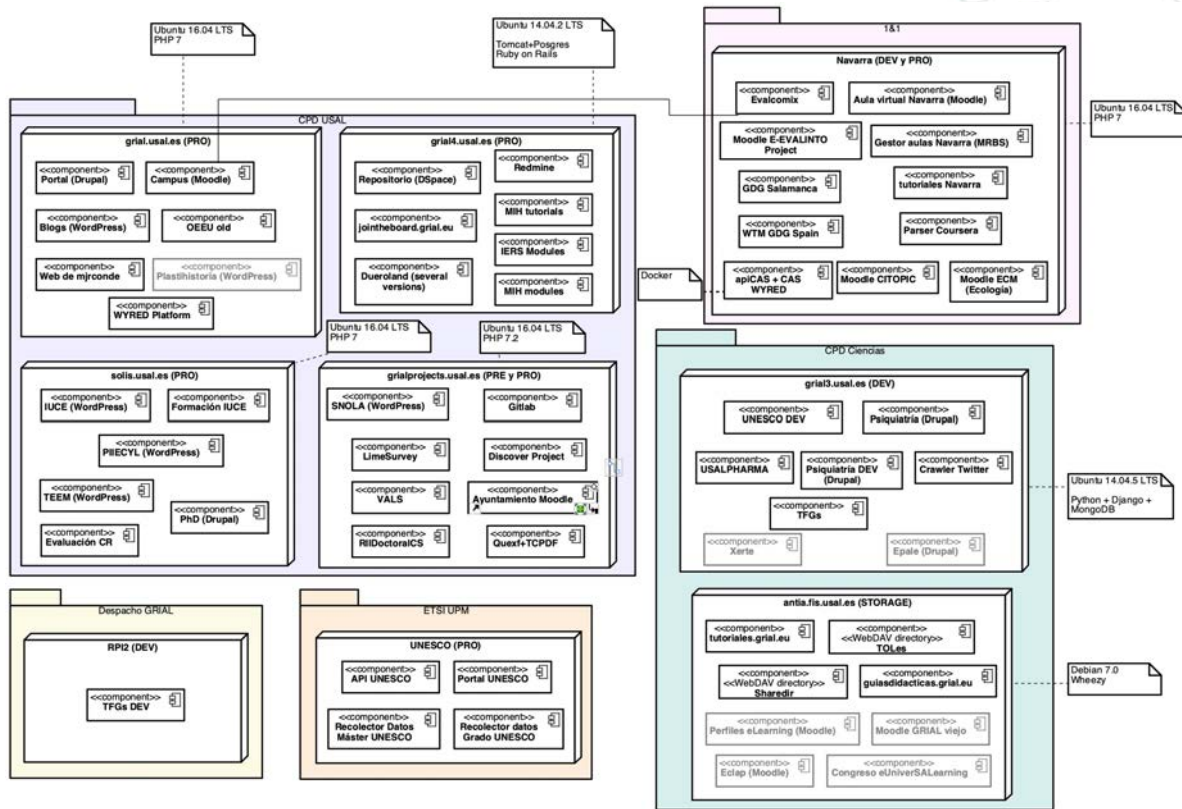 Ubuntu 16.04 LTS
PHP 7
Ubuntu 14.04.2 LTS
Tomcat+Posgres
Ruby on Rails
CPD USAL
grial.usal.es (PRO)
<<component>>
Portal (Drupal)
<<component>>
Campus (Moodle)
<<component>>
Blogs (WordPress)
<<component>>
OEEU old
<<component>>
Web de mjrconde
<<component>>
Plastihistoria (WordPress)
<<component>>
WYRED Platform
grial4.usal.es (PRO)
<<component>>
Repositorio (DSpace)
<<component>>
Redmine
<<component>>
jointheboard.grial.eu
<<component>>
MIH tutorials
<<component>>
IERS Modules
<<component>>
Dueroland (several
versions)
<<component>>
MIH modules
Ubuntu 16.04 LTS
PHP 7
Ubuntu 16.04 LTS
PHP 7.2
solis.usal.es (PRO)
<<component>>
IUCE (WordPress)
<<component>>
Formación IUCE
<<component>>
PIIECYL (WordPress)
<<component>>
TEEM (WordPress)
<<component>>
PhD (Drupal)
<<component>>
Evaluación CR
grialprojects.usal.es (PRE y PRO)
<<component>>
SNOLA (WordPress)
<<component>>
Gitlab
<<component>>
LimeSurvey
<<component>>
Discover Project
<<component>>
VALS
<<component>>
Ayuntamiento Moodle
<<component>>
RIIDoctoralCS
<<component>>
Quexf+TCPDF
1&1
Navarra (DEV y PRO)
<<component>>
Evalcomix
<<component>>
Aula virtual Navarra (Moodle)
<<component>>
Moodle E-EVALINTO
Project
<<component>>
Gestor aulas Navarra (MRBS)
<<component>>
GDG Salamanca
<<component>>
tutoriales Navarra
<<component>>
WTM GDG Spain
<<component>>
Parser Coursera
<<component>>
apiCAS + CAS
WYRED
<<component>>
Moodle CITOPIC
<<component>>
Moodle ECM
(Ecología)
Ubuntu 16.04 LTS
PHP 7
Docker
CPD Ciencias
grial3.usal.es (DEV)
<<component>>
UNESCO DEV
<<component>>
Psiquiatría (Drupal)
<<component>>
USALPHARMA
<<component>>
Psiquiatría DEV
(Drupal)
<<component>>
Crawler Twitter
<<component>>
TFGs
<<component>>
Xerte
<<component>>
Epale (Drupal)
Ubuntu 14.04.5 LTS
Python + Django +
MongoDB
antia.fis.usal.es (STORAGE)
<<component>>
tutoriales.grial.eu
<<component>>
<<WebDAV directory>>
TOLes
<<component>>
<<WebDAV directory>>
Sharedir
<<component>>
guiasdidacticas.grial.eu
<<component>>
Perfiles eLearning (Moodle)
<<component>>
Moodle GRIAL viejo
<<component>>
Eclap (Moodle)
<<component>>
Congreso eUniverSALearning
Debian 7.0
Wheezy
Despacho GRIAL
RPI2 (DEV)
<<component>>
TFGs DEV
ETSI UPM
UNESCO (PRO)
<<component>>
API UNESCO
<<component>>
Portal UNESCO
<<component>>
Recolector Datos
Máster UNESCO
<<component>>
Recolector datos
Grado UNESCO